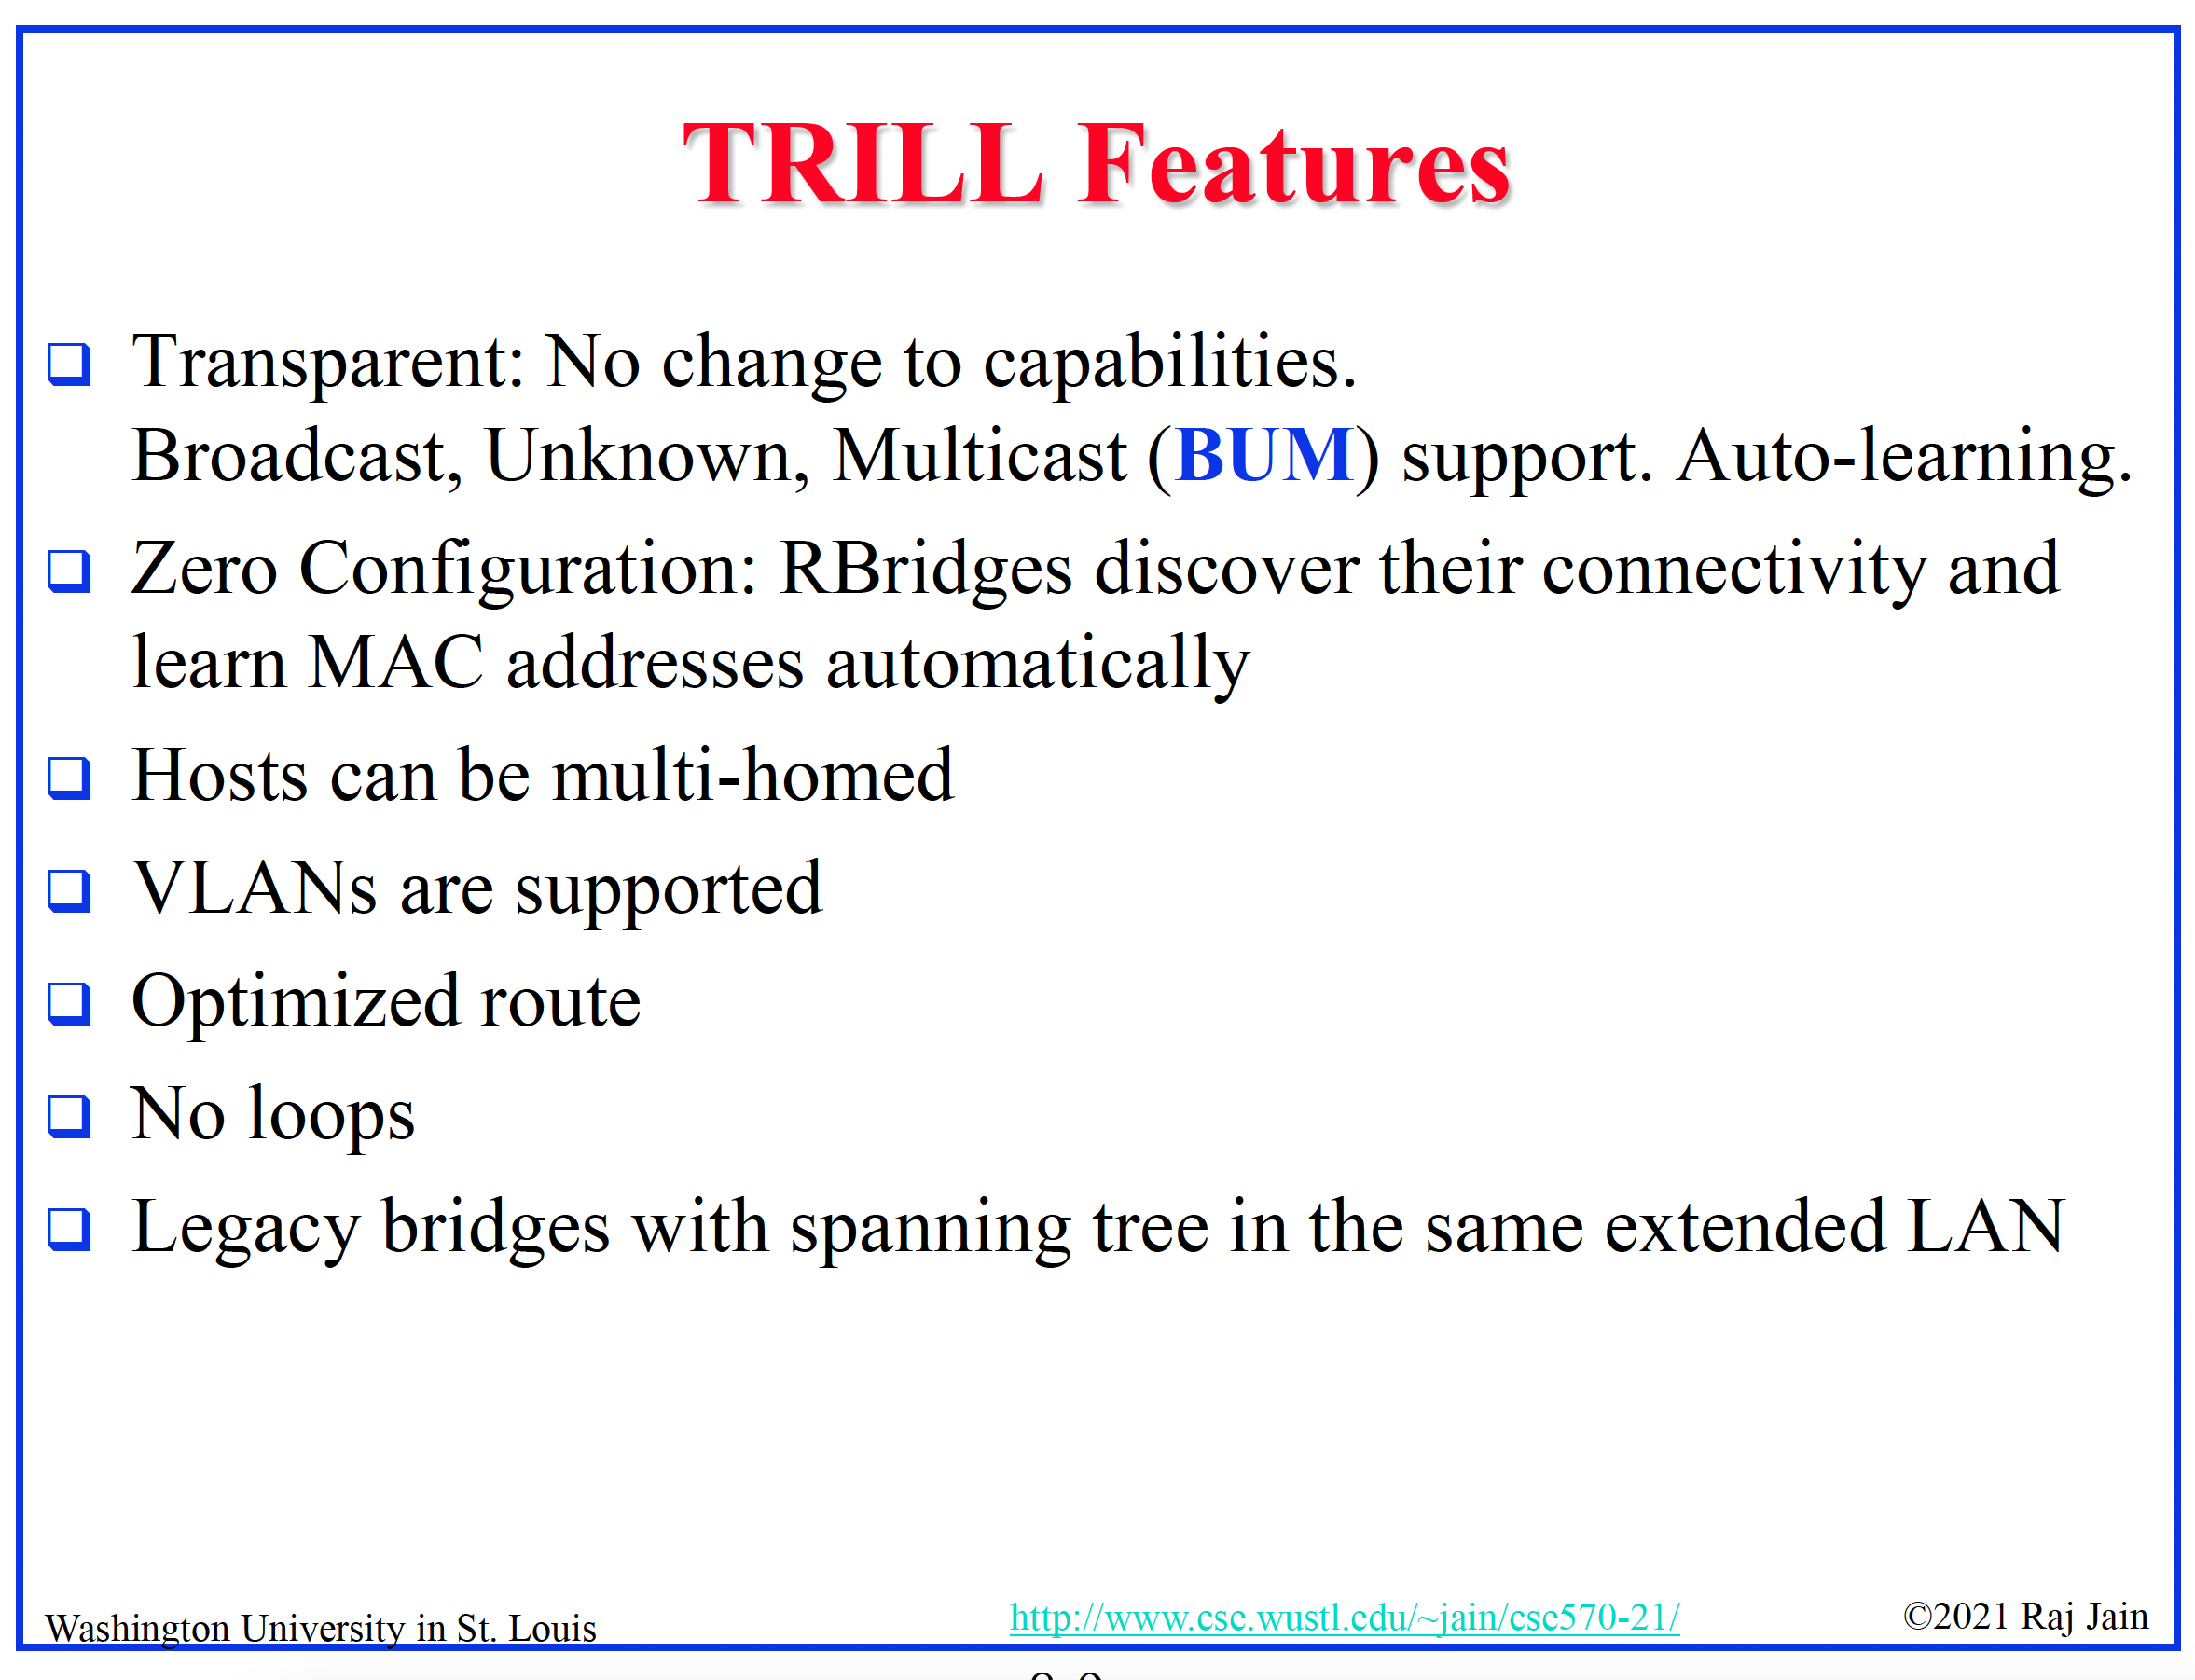 TRILL Features
Transparent: No change to capabilities.
Broadcast, Unknown, Multicast (BUM) support. Auto-learning.
Zero Configuration: RBridges discover their connectivity and
learn MAC addresses automatically
Hosts can be multi-homed
VLANs are supported
Optimized route
No loops
Legacy bridges with spanning tree in the same extended LAN
Washington University in St. Louis
http://www.cse.wustl.edu/~jain/cse570-21/
©2021 Raj Jain